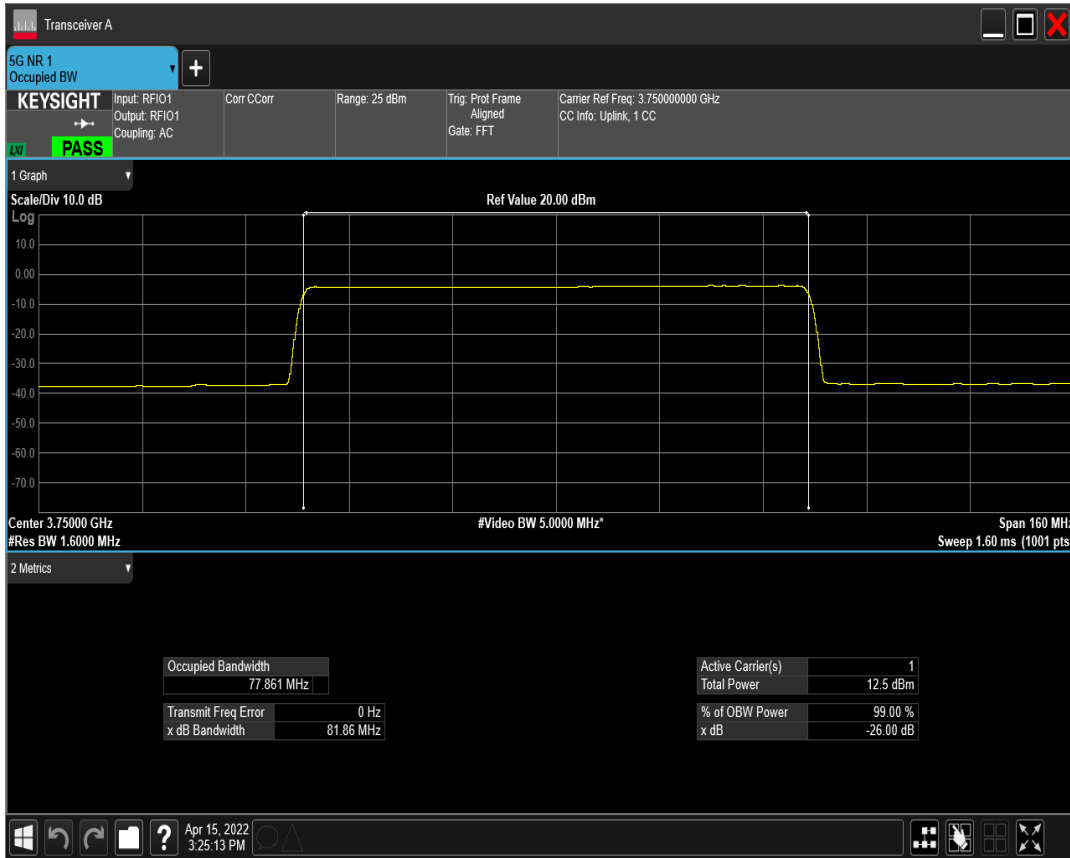 Transceiver A
5G NR 1
Occupied BW
+
KEYSIGHT
LXI
PASS
Input: RFIO1
Output: RFIO1
Coupling: AC
Corr CCorr
Range: 25 dBm
Trig: Prot Frame
Aligned
Gate: FFT
Carrier Ref Freq: 3.750000000 GHz
CC Info: Uplink, 1 CC
1 Graph
Scale/Div 10.0 dB
Ref Value 20.00 dBm
Log
10.0
0.00
-10.0
-20.0
-30.0
-40.0
-50.0
-60.0
-70.0
Center 3.75000 GHz
#Video BW 5.0000 MHz*
Span 160 MHz
#Res BW 1.6000 MHz
Sweep 1.60 ms (1001 pts
2 Metrics
Occupied Bandwidth
77.861 MHz
Transmit Freq Error 0 Hz
x dB Bandwidth 81.86 MHz
Active Carrier(s) 1
Total Power 12.5 dBm
% of OBW Power 99.00 %
x dB -26.00 dB
?
Apr 15, 2022
3:25:13 PM